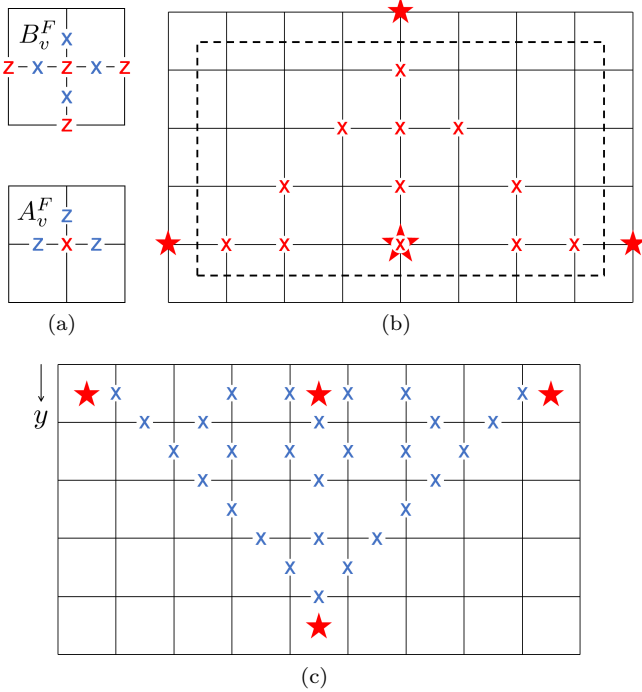 B_v^F X
Z X Z X Z
X
Z
A_v^F Z
Z X Z
(a)
X
X X X
X X X
X X X X X
(b)
X X X X X X
y
X X X X X
X X X X X X
X X X
X X
X X X
X X
X
(c)